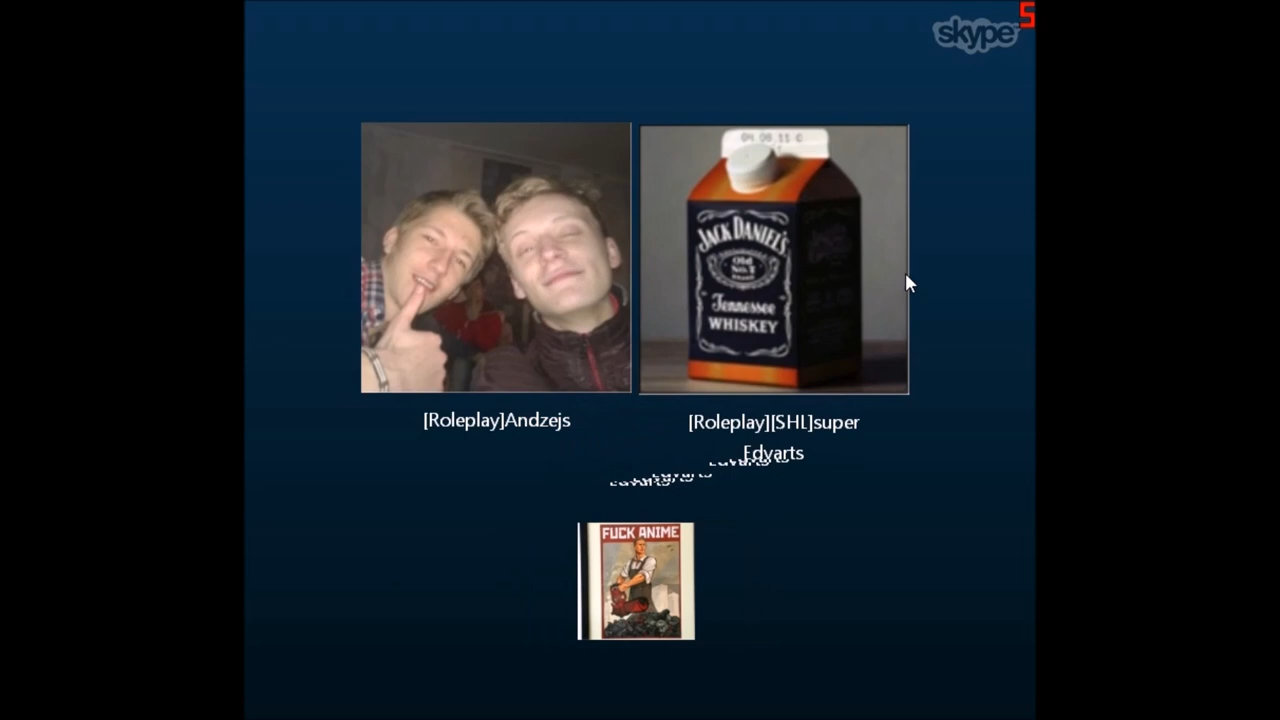 5
skype
04 06 11 C
JACK DANIEL'S
Old
No.7
BRAND
Tennessee
WHISKEY
[Roleplay]Andzejs
[Roleplay][SHL]super
Edvarts
FUCK ANIME